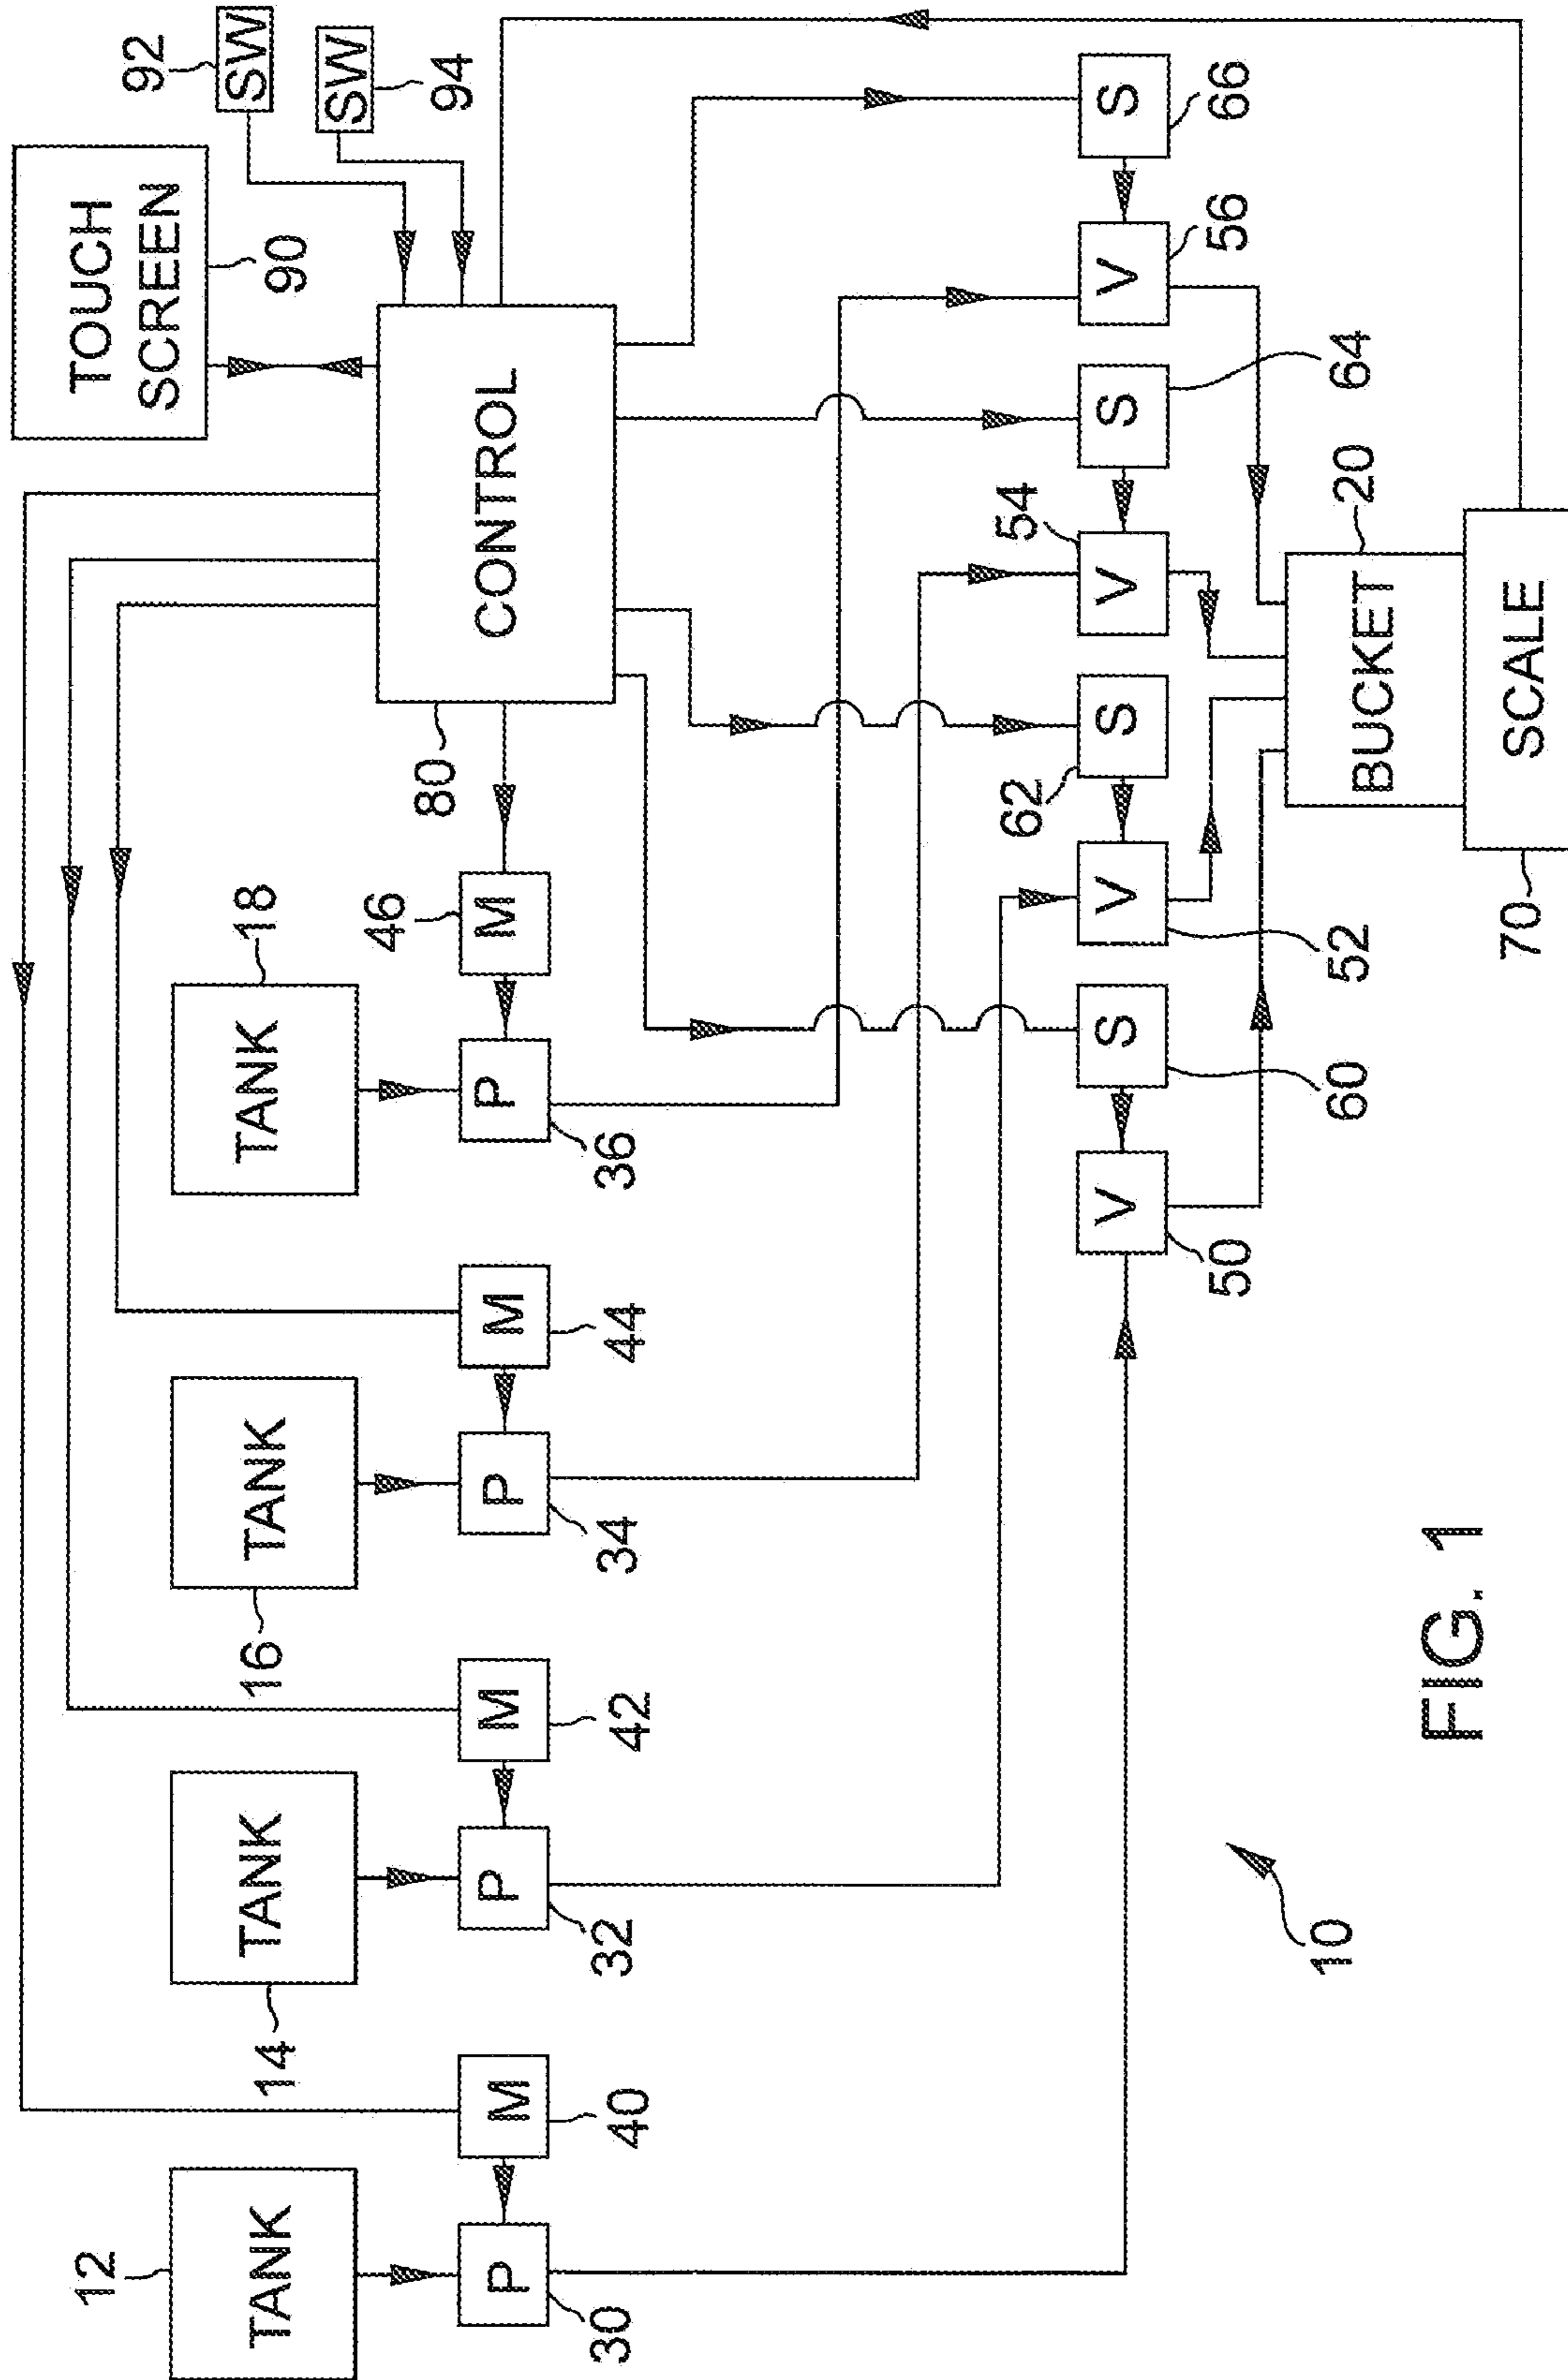 TOUCH
SCREEN
90
92
SW
SW
94
CONTROL
80
12
TANK
14
TANK
16
TANK
TANK
18
P
30
M
40
P
32
M
42
P
34
M
44
P
36
M
46
V
50
S
60
V
52
S
62
V
54
S
64
V
56
S
66
BUCKET
20
SCALE
70
10
FIG. 1